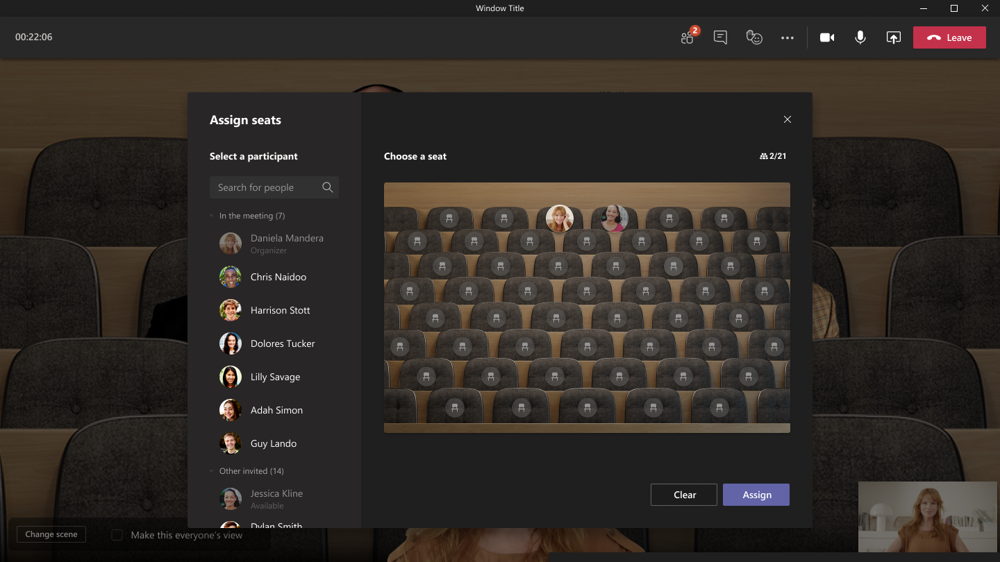 Window Title
00:22:06
2
Leave
Assign seats
Select a participant
Search for people
In the meeting (7)
Daniela Mandera
Organizer
Chris Naidoo
Harrison Stott
Dolores Tucker
Lilly Savage
Adah Simon
Guy Lando
Other invited (14)
Jessica Kline
Available
Dylan Smith
Choose a seat
2/21
Clear
Assign
Change scene
Make this everyone's view